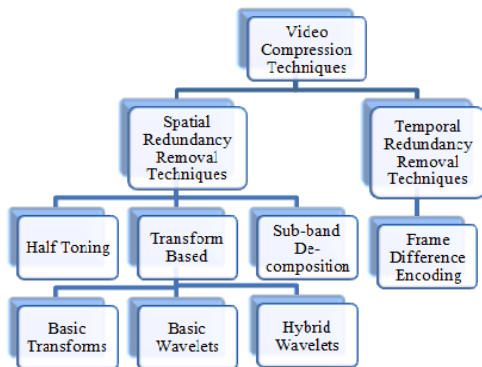 Video
Compression
Techniques
Spatial
Redundancy
Removal
Techniques
Temporal
Redundancy
Removal
Techniques
Half Toning
Transform
Based
Sub-band
De-
composition
Frame
Difference
Encoding
Basic
Transforms
Basic
Wavelets
Hybrid
Wavelets